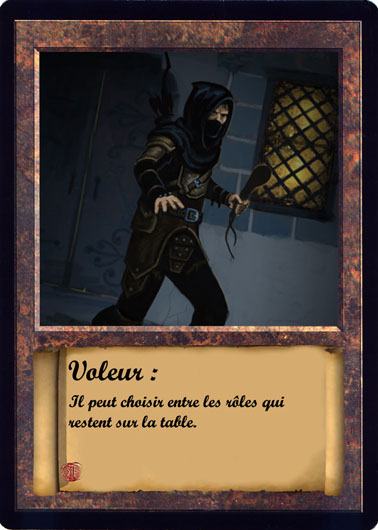 Voleur :
Il peut choisir entre les rôles qui
restent sur la table.